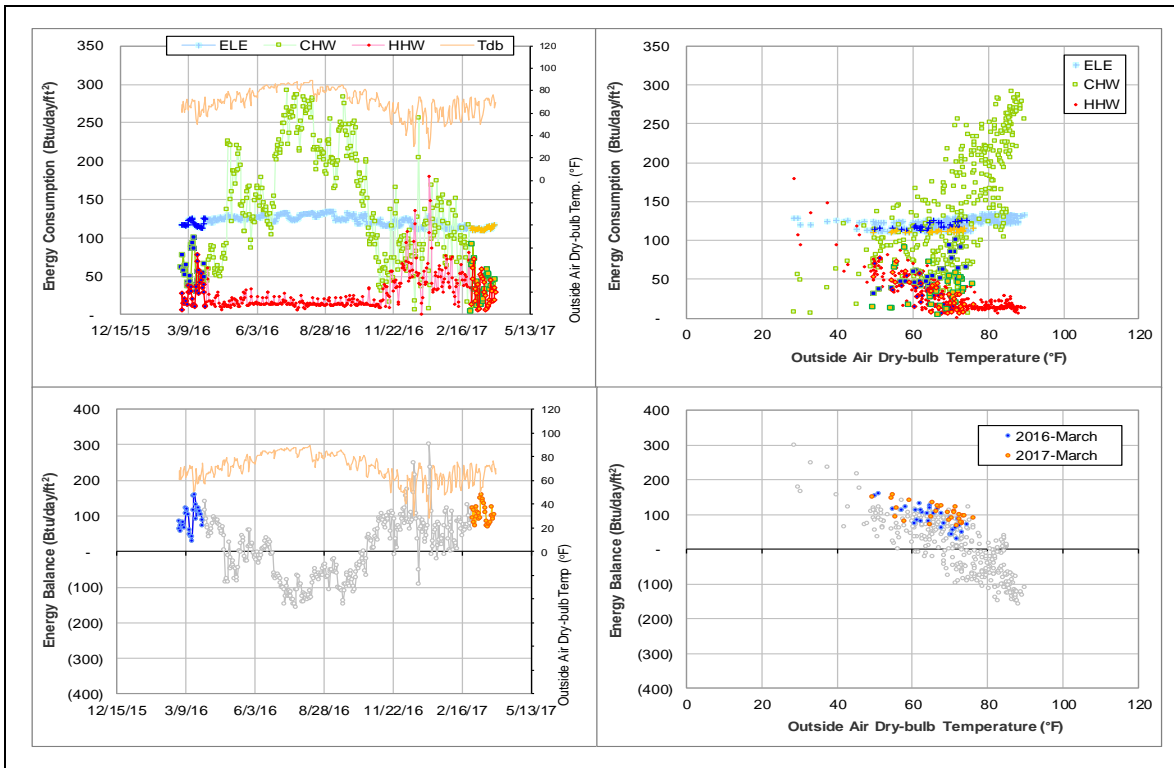 ELE CHW HHW Tdb
Energy Consumption (Btu/day/ft²)
350
300
250
200
150
100
50
-
120
100
80
60
40
20
0
Outside Air Dry-bulb Temp. (°F)
12/15/15 3/9/16 6/3/16 8/28/16 11/22/16 2/16/17 5/13/17
Energy Consumption (Btu/day/ft²)
350
300
250
200
150
100
50
-
ELE
CHW
HHW
0 20 40 60 80 100 120
Outside Air Dry-bulb Temperature (°F)
Energy Balance (Btu/day/ft²)
400
300
200
100
-
(100)
(200)
(300)
(400)
120
100
80
60
40
20
0
Outside Air Dry-bulb Temp (°F)
12/15/15 3/9/16 6/3/16 8/28/16 11/22/16 2/16/17 5/13/17
Energy Balance (Btu/day/ft²)
400
300
200
100
-
(100)
(200)
(300)
(400)
2016-March
2017-March
0 20 40 60 80 100 120
Outside Air Dry-bulb Temperature (°F)